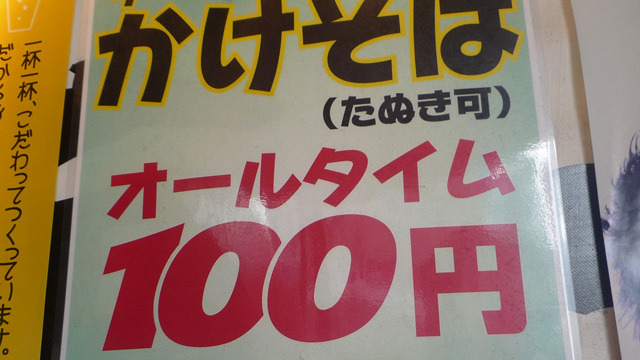 かけそば
(たぬき可)
オールタイム
100円
一杯一杯、こだわってつくっています。